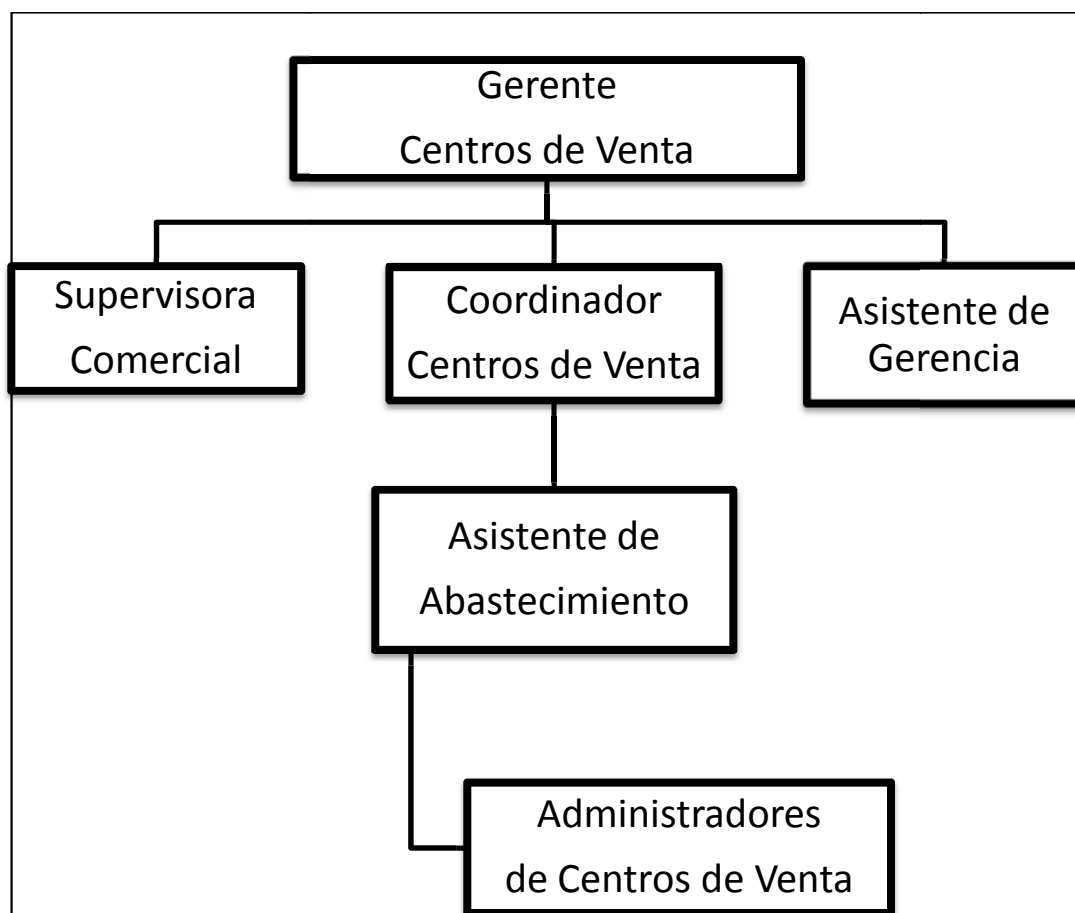 Gerente
Centros de Venta
Supervisora
Comercial
Coordinador
Centros de Venta
Asistente de
Gerencia
Asistente de
Abastecimiento
Administradores
de Centros de Venta